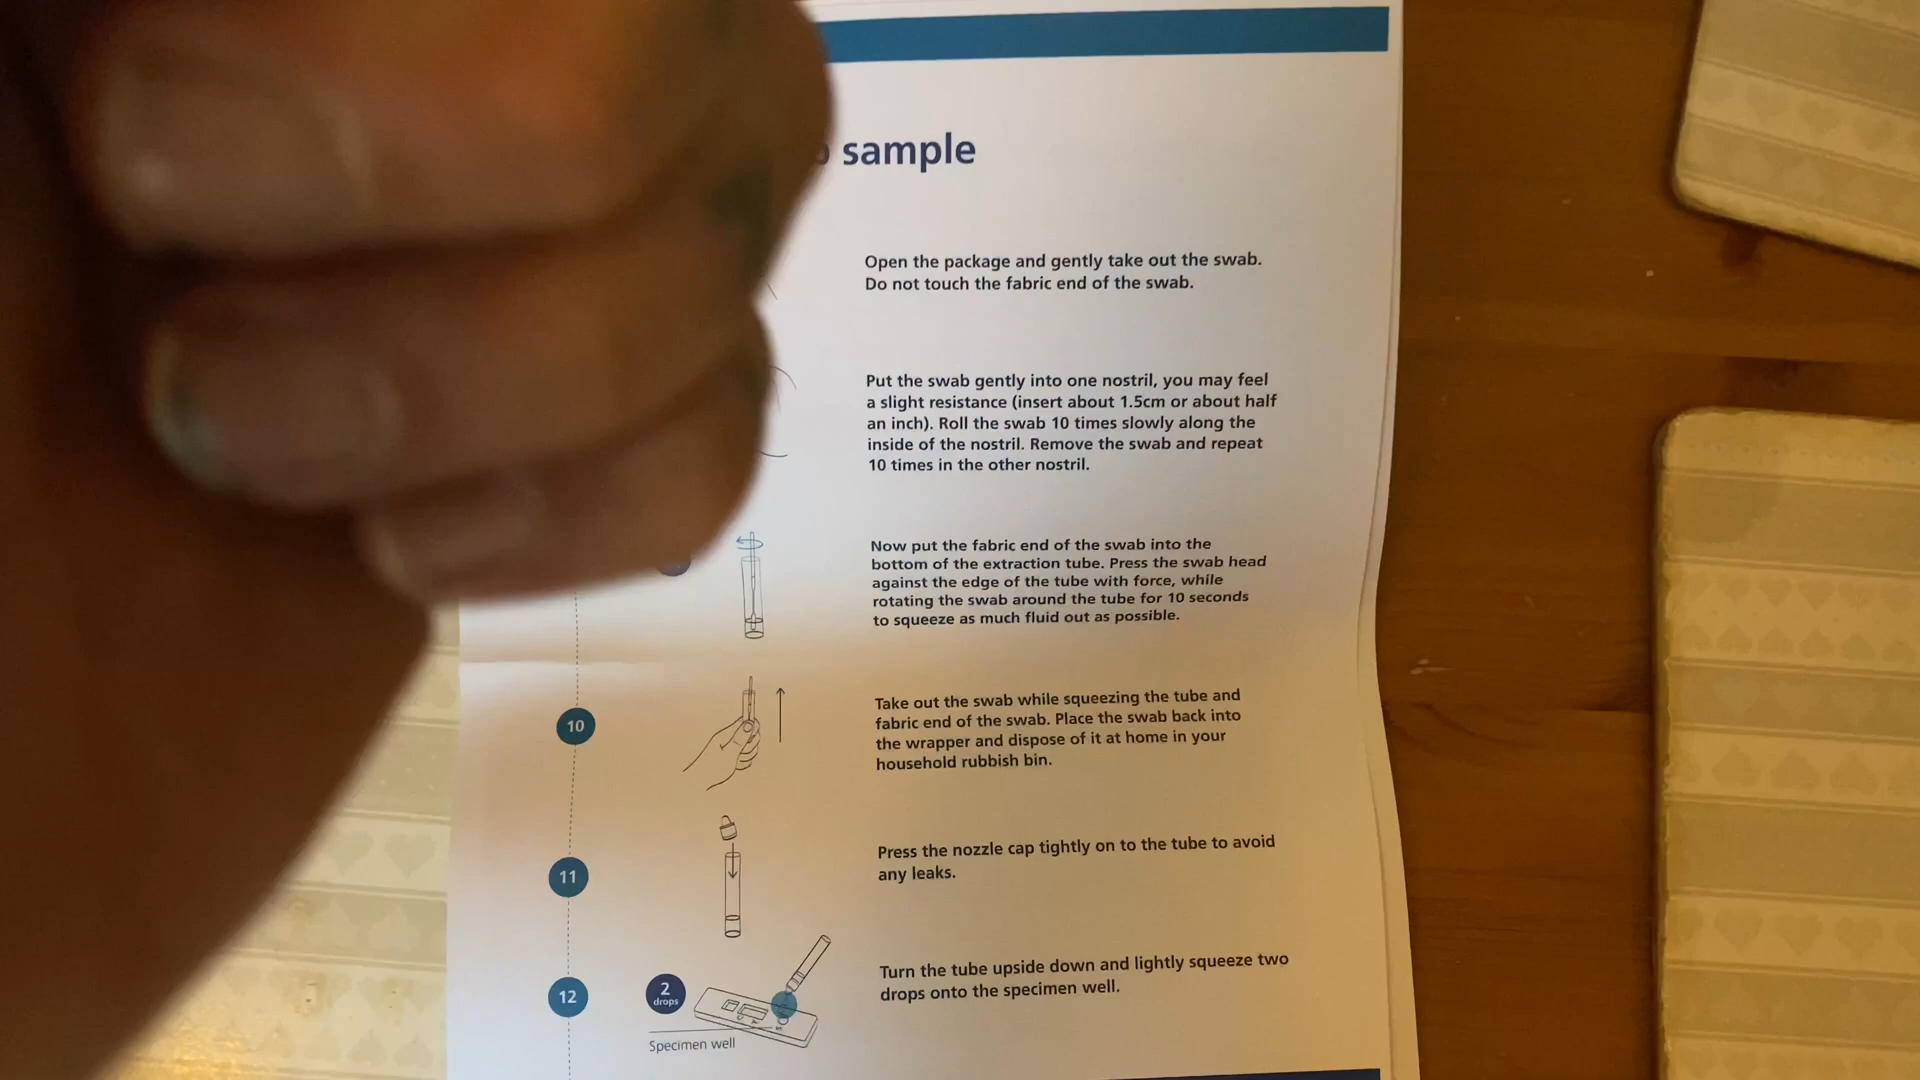 sample
Open the package and gently take out the swab.
Do not touch the fabric end of the swab.
Put the swab gently into one nostril, you may feel
a slight resistance (insert about 1.5cm or about half
an inch). Roll the swab 10 times slowly along the
inside of the nostril. Remove the swab and repeat
10 times in the other nostril.
Now put the fabric end of the swab into the
bottom of the extraction tube. Press the swab head
against the edge of the tube with force, while
rotating the swab around the tube for 10 seconds
to squeeze as much fluid out as possible.
10
Take out the swab while squeezing the tube and
fabric end of the swab. Place the swab back into
the wrapper and dispose of it at home in your
household rubbish bin.
11
Press the nozzle cap tightly on to the tube to avoid
any leaks.
12
2
drops
Specimen well
Turn the tube upside down and lightly squeeze two
drops onto the specimen well.